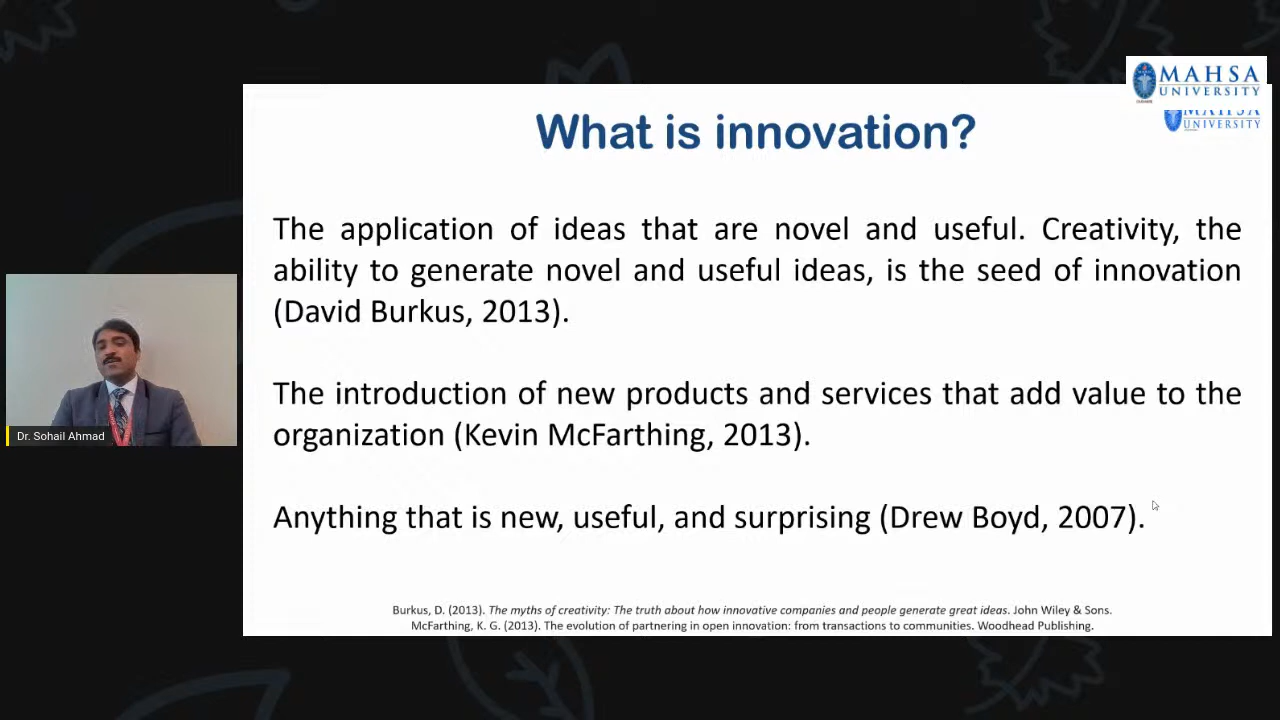 MAHSA
UNIVERSITY
MAHSA
UNIVERSITY
What is innovation?
The application of ideas that are novel and useful. Creativity, the
ability to generate novel and useful ideas, is the seed of innovation
(David Burkus, 2013).
The introduction of new products and services that add value to the
organization (Kevin McFarthing, 2013).
Anything that is new, useful, and surprising (Drew Boyd, 2007).
Dr. Sohail Ahmad
Burkus, D. (2013). The myths of creativity: The truth about how innovative companies and people generate great ideas. John Wiley & Sons.
McFarthing, K. G. (2013). The evolution of partnering in open innovation: from transactions to communities. Woodhead Publishing.